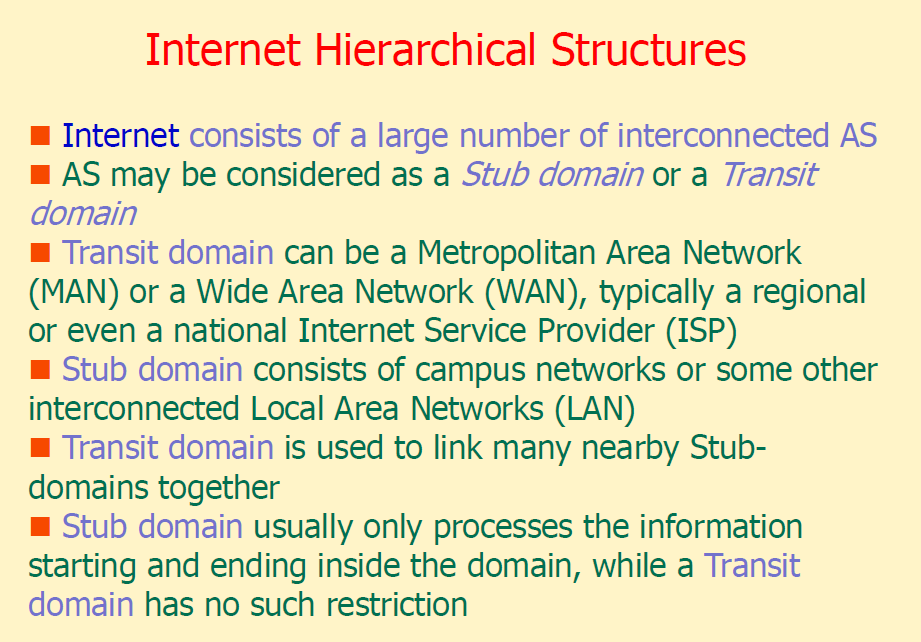 Internet Hierarchical Structures
■ Internet consists of a large number of interconnected AS
■ AS may be considered as a Stub domain or a Transit
domain
■ Transit domain can be a Metropolitan Area Network
(MAN) or a Wide Area Network (WAN), typically a regional
or even a national Internet Service Provider (ISP)
■ Stub domain consists of campus networks or some other
interconnected Local Area Networks (LAN)
■ Transit domain is used to link many nearby Stub-
domains together
■ Stub domain usually only processes the information
starting and ending inside the domain, while a Transit
domain has no such restriction